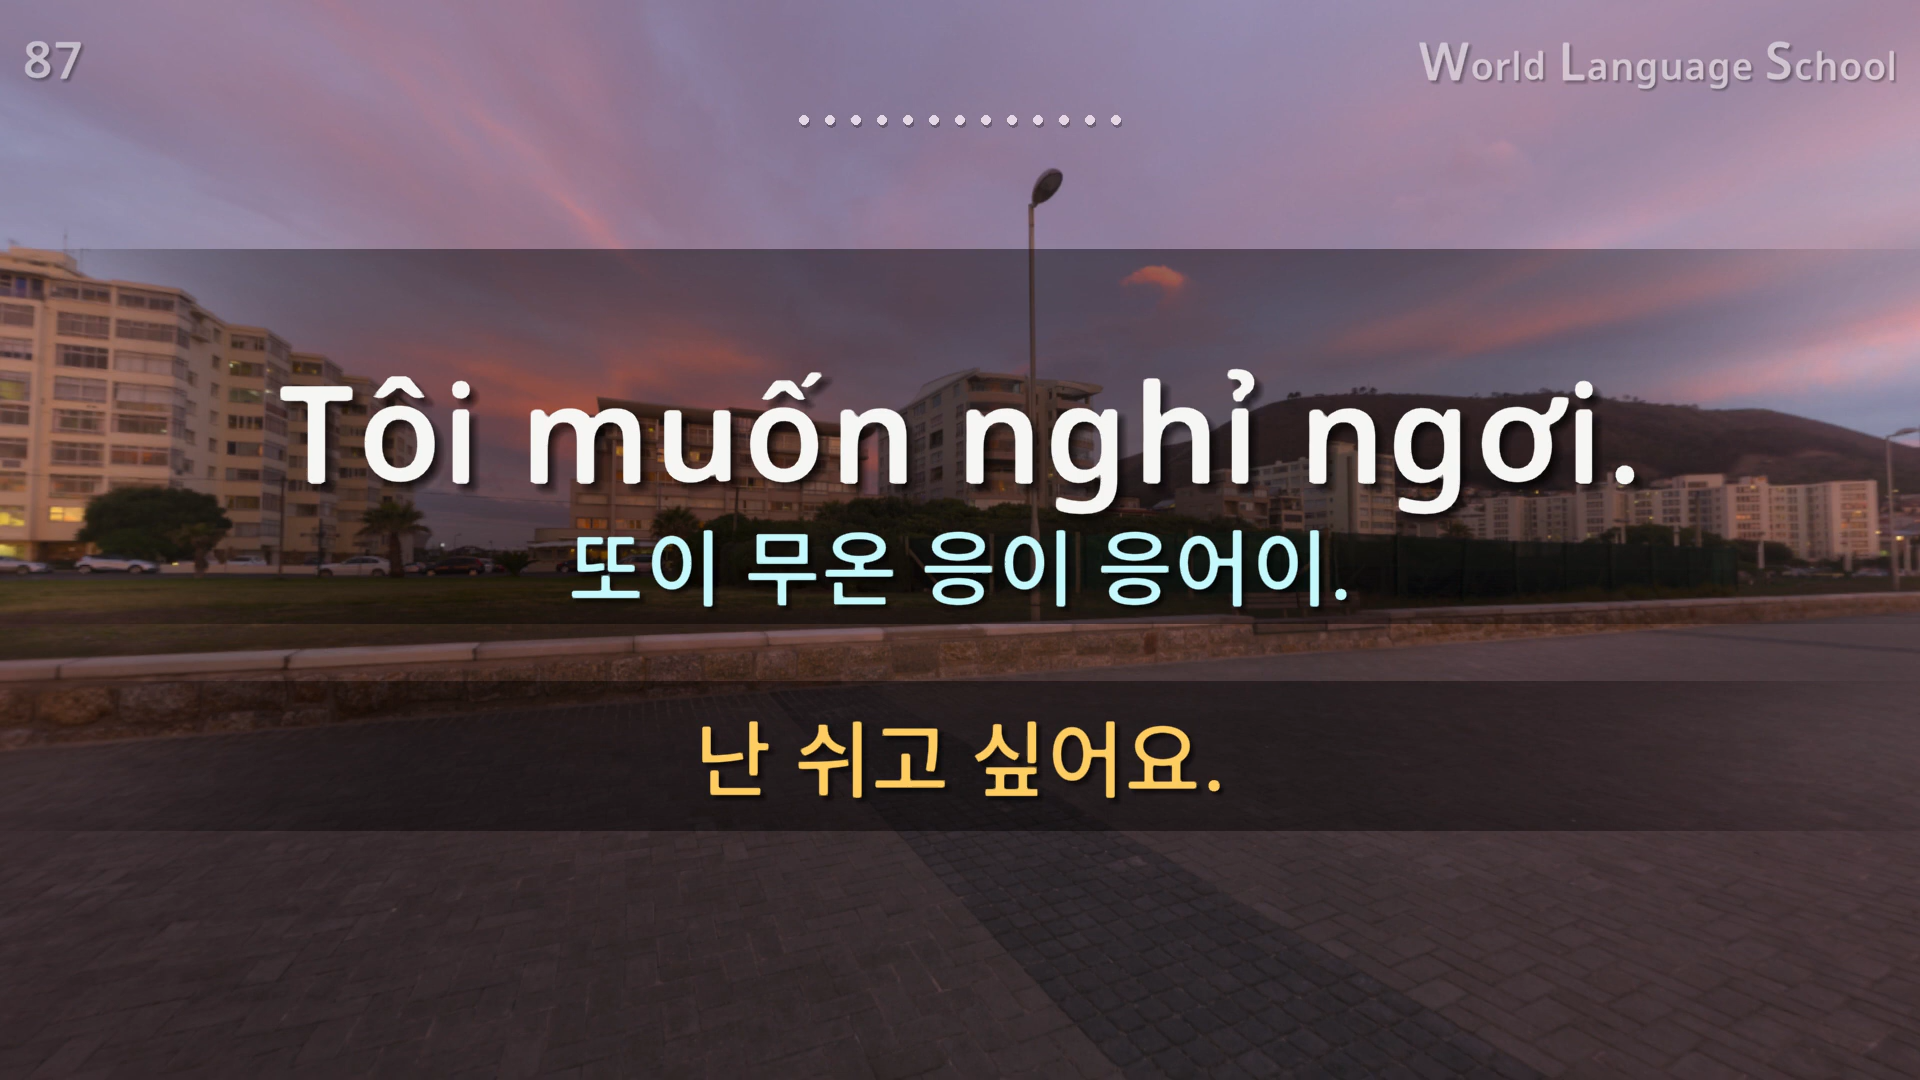 87
World Language School
Tôi muốn nghỉ ngơi.
또이 무온 응이 응어이.
난 쉬고 싶어요.